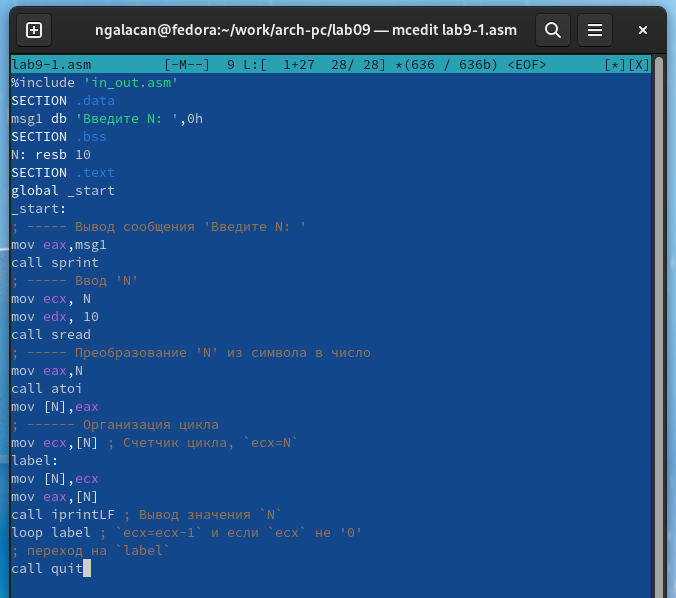 ngalacan@fedora:~/work/arch-pc/lab09 — mcedit lab9-1.asm
lab9-1.asm [-M--] 9 L:[ 1+27 28/ 28] *(636 / 636b) <EOF> [*][X]
%include 'in_out.asm'
SECTION .data
msg1 db 'Введите N: ',0h
SECTION .bss
N: resb 10
SECTION .text
global _start
_start:
; ----- Вывод сообщения 'Введите N: '
mov eax,msg1
call sprint
; ----- Ввод 'N'
mov ecx, N
mov edx, 10
call sread
; ----- Преобразование 'N' из символа в число
mov eax,N
call atoi
mov [N],eax
; ------ Организация цикла
mov ecx,[N] ; Счетчик цикла, `ecx=N`
label:
mov [N],ecx
mov eax,[N]
call iprintLF ; Вывод значения `N`
loop label ; `ecx=ecx-1` и если `ecx` не '0'
; переход на `label`
call quit